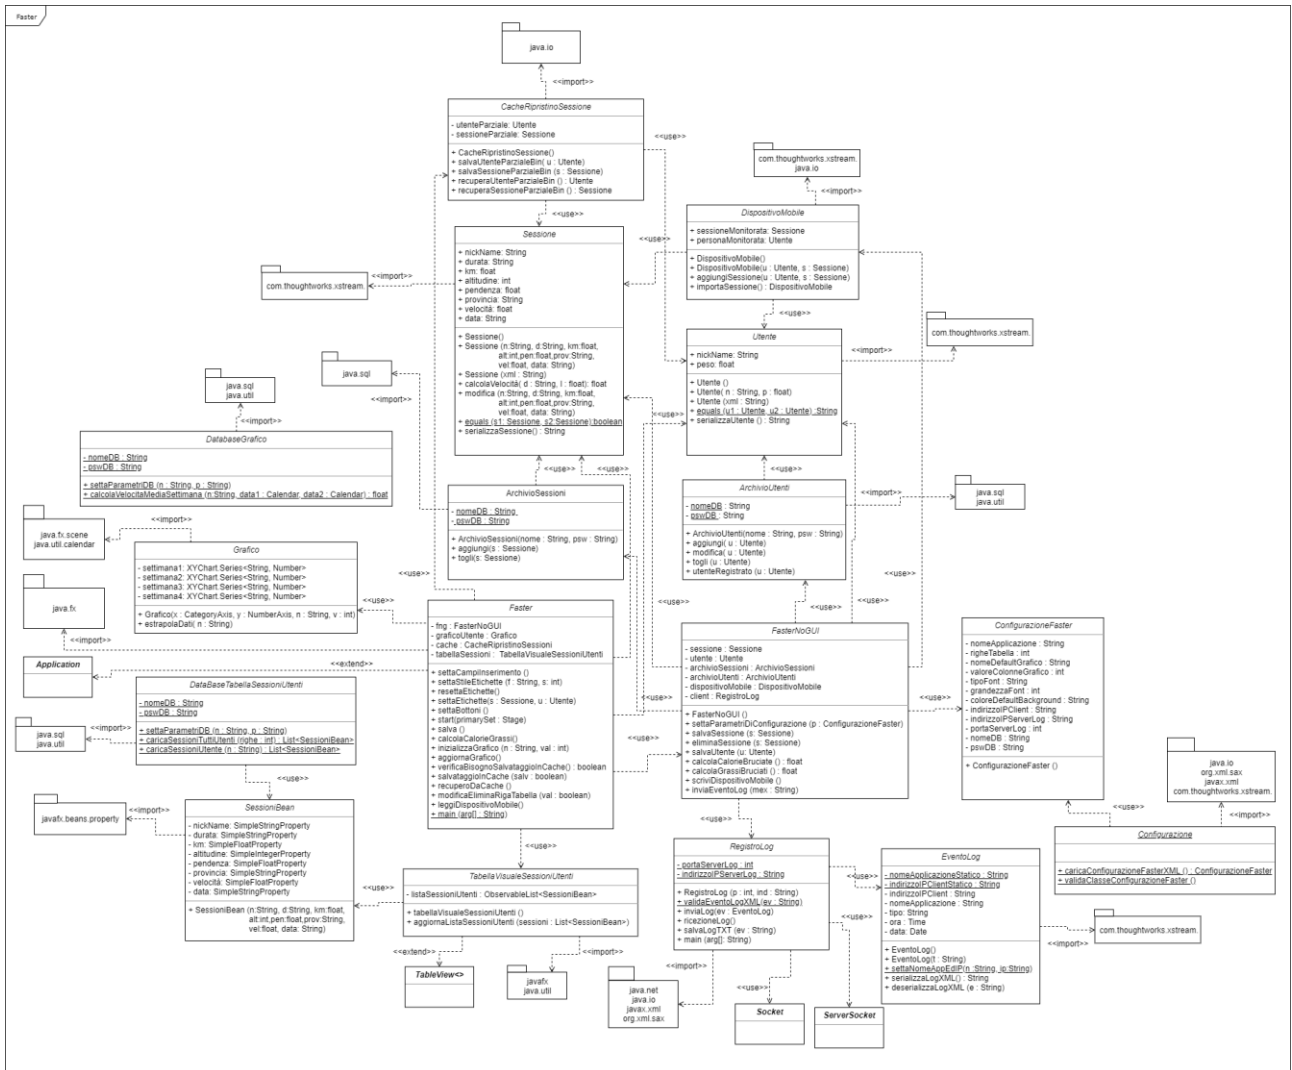 Faster
java.io
<<import>>
CacheRipristinoSessione
- utenteParziale: Utente
- sessioneParziale: Sessione
+ CacheRipristinoSessione()
+ salvaUtenteParzialeBin( u : Utente)
+ salvaSessioneParzialeBin (s : Sessione)
+ recuperaUtenteParzialeBin () : Utente
+ recuperaSessioneParzialeBin () : Sessione
<<use>>
<<use>>
com.thoughtworks.xstream.
java.io
<<import>>
DispositivoMobile
+ sessioneMonitorata: Sessione
+ personaMonitorata: Utente
+ DispositivoMobile()
+ DispositivoMobile(u : Utente, s : Sessione)
+ aggiungiSessione(u : Utente, s : Sessione)
+ importaSessione() : DispositivoMobile
<<use>>
<<use>>
Sessione
+ nickName: String
+ durata: String
+ km: float
+ altitudine: int
+ pendenza: float
+ provincia: String
+ velocità: float
+ data: String
+ Sessione()
+ Sessione (n:String, d:String, km:float,
alt:int,pen:float,prov:String,
vel:float, data: String)
+ Sessione (xml : String)
+ calcolaVelocità( d : String, l : float): float
+ modifica (n:String, d:String, km:float,
alt:int,pen:float,prov:String,
vel:float, data: String)
+ equals (s1: Sessione, s2:Sessione):boolean
+ serializzaSessione() : String
<<import>>
com.thoughtworks.xstream.
Utente
+ nickName: String
+ peso: float
+ Utente ()
+ Utente( n : String, p : float)
+ Utente (xml : String)
+ equals (u1 : Utente, u2 : Utente) :String
+ serializzaUtente () : String
<<import>>
com.thoughtworks.xstream.
java.sql
<<import>>
java.sql
java.util
<<import>>
DatabaseGrafico
- nomeDB : String
- pswDB : String
+ settaParametriDB (n : String, p : String)
+ calcolaVelocitaMediaSettimana (n:String, data1 : Calendar, data2 : Calendar) : float
<<use>>
<<use>>
<<use>>
ArchivioSessioni
- nomeDB : String
- pswDB : String
+ ArchivioSessioni(nome : String, psw : String)
+ aggiungi(s : Sessione)
+ togli(s : Sessione)
ArchivioUtenti
- nomeDB : String
- pswDB : String
+ ArchivioUtenti(nome : String, psw : String)
+ aggiungi( u : Utente)
+ modifica( u : Utente)
+ togli (u : Utente)
+ utenteRegistrato (u : Utente)
<<import>>
java.sql
java.util
java.fx.scene
java.util.calendar
<<import>>
Grafico
- settimana1: XYChart.Series<String, Number>
- settimana2: XYChart.Series<String, Number>
- settimana3: XYChart.Series<String, Number>
- settimana4: XYChart.Series<String, Number>
+ Grafico(x : CategoryAxis, y : NumberAxis, n : String, v : int)
+ estrapolaDati( n : String)
<<use>>
<<use>>
<<use>>
<<use>>
<<use>>
java.fx
<<import>>
Application
<<extend>>
Faster
- fng : FasterNoGUI
- graficoUtente : Grafico
- cache : CacheRipristinoSessioni
- tabellaSessioni : TabellaVisualeSessioniUtenti
+ settaCampiInserimento ()
+ settaStileEtichette (f : String, s: int)
+ resettaEtichette()
+ settaEtichette(s : Sessione, u : Utente)
+ settaBottoni ()
+ start(primarySet : Stage)
+ salva ()
+ calcolaCalorieGrassi()
+ inizializzaGrafico (n : String, val : int)
+ aggiornaGrafico()
+ verificaBisognoSalvataggioInCache() : boolean
+ salvataggioInCache (salv : boolean)
+ recuperoDaCache ()
+ modificaEliminaRigaTabella (val : boolean)
+ leggiDispositivoMobile()
+ main (arg[] : String)
<<use>>
<<use>>
<<use>>
FasterNoGUI
- sessione : Sessione
- utente : Utente
- archivioSessioni : ArchivioSessioni
- archivioUtenti : ArchivioUtenti
- dispositivoMobile : DispositivoMobile
- client : RegistroLog
+ FasterNoGUI ()
+ settaParametriDiConfigurazione (p : ConfigurazioneFaster)
+ salvaSessione (s: Sessione)
+ eliminaSessione (s: Sessione)
+ salvaUtente (u: Utente)
+ calcolaCalorieBruciate () : float
+ calcolaGrassiBruciati () : float
+ scriviDispositivoMobile ()
+ inviaEventoLog (mex : String)
<<use>>
ConfigurazioneFaster
- nomeApplicazione : String
- righeTabella : int
- nomeDefaultGrafico : String
- valoreColonneGrafico : int
- tipoFont : String
- grandezzaFont : int
- coloreDefaultBackground : String
- indirizzoIPClient : String
- indirizzoIPServerLog : String
- portaServerLog : int
- nomeDB : String
- pswDB : String
+ ConfigurazioneFaster ()
DataBaseTabellaSessioniUtenti
- nomeDB : String
- pswDB : String
+ settaParametriDB (n : String, p : String)
+ caricaSessioniTuttiUtenti (righe : int) : List<SessioniBean>
+ caricaSessioniUtente (n : String) : List<SessioniBean>
java.sql
java.util
<<import>>
<<use>>
java.io
org.xml.sax
javax.xml
com.thoughtworks.xstream.
<<use>>
<<import>>
Configurazione
+ caricaConfigurazioneFasterXML () : ConfigurazioneFaster
+ validaClasseConfigurazioneFaster ()
javafx.beans.property
<<import>>
SessioniBean
- nickName : SimpleStringProperty
- durata: SimpleStringProperty
- km: SimpleFloatProperty
- altitudine: SimpleIntegerProperty
- pendenza: SimpleFloatProperty
- provincia: SimpleStringProperty
- velocità: SimpleFloatProperty
- data: SimpleStringProperty
+ SessioniBean (n:String, d:String, km:float,
alt:int,pen:float,prov:String,
vel:float, data: String)
<<use>>
<<use>>
TabellaVisualeSessioniUtenti
- listaSessioniUtenti : ObservableList<SessioniBean>
+ tabellaVisualeSessioniUtenti ()
+ aggiornaListaSessioniUtenti (sessioni : List<SessioniBean>)
<<extend>>
<<import>>
TableView<>
javafx
java.util
<<use>>
RegistroLog
- portaServerLog : int
- indirizzoIPServerLog : String
+ RegistroLog (p : int, ind : String)
+ validaEventoLogXML(ev : String)
+ inviaLog(ev : EventoLog)
+ ricezioneLog()
+ salvaLogTXT (ev : String)
+ main (arg[]: String)
<<use>>
<<import>>
<<use>>
<<use>>
java.net
java.io
javax.xml
org.xml.sax
Socket
ServerSocket
EventoLog
- nomeApplicazioneStatico : String
- indirizzoIPClientStatico : String
- indirizzoIPClient : String
- nomeApplicazione : String
- tipo: String
- ora : Time
- data: Date
+ EventoLog()
+ EventoLog(t : String)
+ settaNomeAppEdIP(n :String, ip:String)
+ serializzaLogXML() : String
+ deserializzaLogXML (e : String)
<<import>>
com.thoughtworks.xstream.